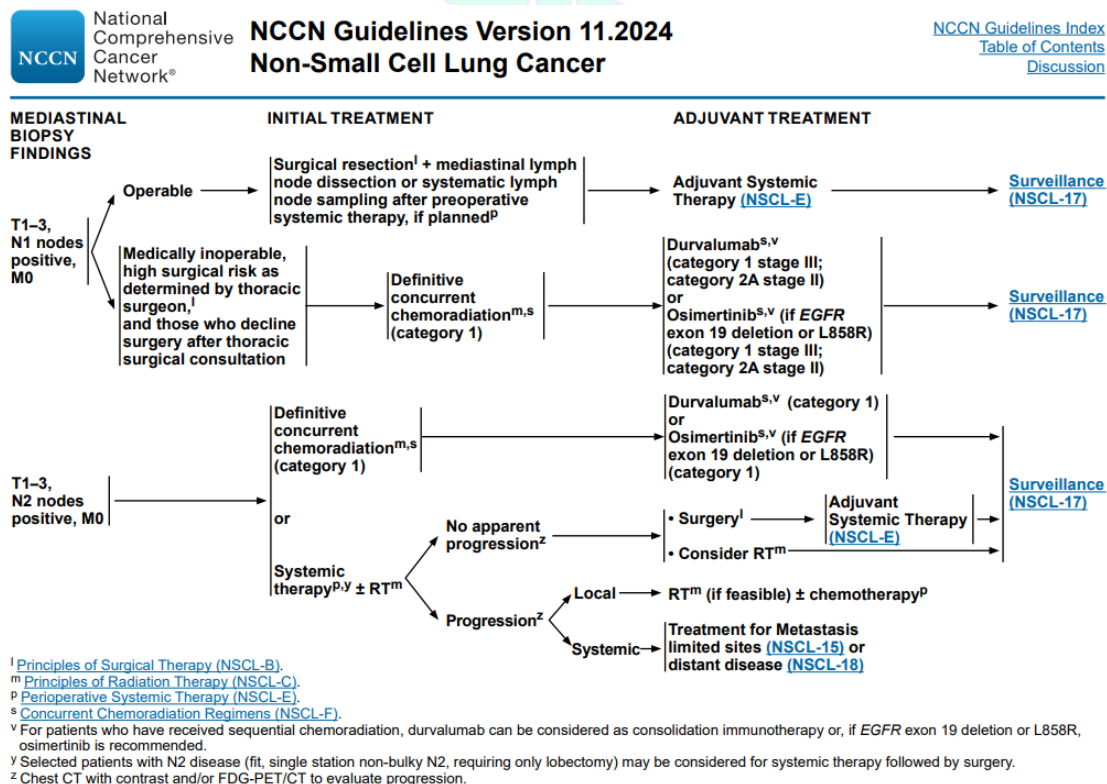 National
Comprehensive
NCCN
Cancer
Network®
NCCN Guidelines Version 11.2024
Non-Small Cell Lung Cancer
NCCN Guidelines Index
Table of Contents
Discussion
MEDIASTINAL
BIOPSY
FINDINGS
INITIAL TREATMENT
ADJUVANT TREATMENT
T1–3,
N1 nodes
positive,
M0
Operable
Surgical resectionl + mediastinal lymph
node dissection or systematic lymph
node sampling after preoperative
systemic therapy, if plannedp
Adjuvant Systemic
Therapy (NSCL-E)
Surveillance
(NSCL-17)
Medically inoperable,
high surgical risk as
determined by thoracic
surgeon,l
and those who decline
surgery after thoracic
surgical consultation
Definitive
concurrent
chemoradiationm,s
(category 1)
Durvalumabs,v
(category 1 stage III;
category 2A stage II)
or
Osimertinibs,v (if EGFR
exon 19 deletion or L858R)
(category 1 stage III;
category 2A stage II)
Surveillance
(NSCL-17)
T1–3,
N2 nodes
positive, M0
Definitive
concurrent
chemoradiationm,s
(category 1)
Durvalumabs,v (category 1)
or
Osimertinibs,v (if EGFR
exon 19 deletion or L858R)
(category 1)
Surveillance
(NSCL-17)
or
Systemic
therapyp,y ± RTm
No apparent
progressionz
• Surgeryl
Adjuvant
Systemic Therapy
(NSCL-E)
• Consider RTm
Progressionz
Local
RTm (if feasible) ± chemotherapyp
Systemic
Treatment for Metastasis
limited sites (NSCL-15) or
distant disease (NSCL-18)
l Principles of Surgical Therapy (NSCL-B).
m Principles of Radiation Therapy (NSCL-C).
p Perioperative Systemic Therapy (NSCL-E).
s Concurrent Chemoradiation Regimens (NSCL-F).
v For patients who have received sequential chemoradiation, durvalumab can be considered as consolidation immunotherapy or, if EGFR exon 19 deletion or L858R,
osimertinib is recommended.
y Selected patients with N2 disease (fit, single station non-bulky N2, requiring only lobectomy) may be considered for systemic therapy followed by surgery.
z Chest CT with contrast and/or FDG-PET/CT to evaluate progression.